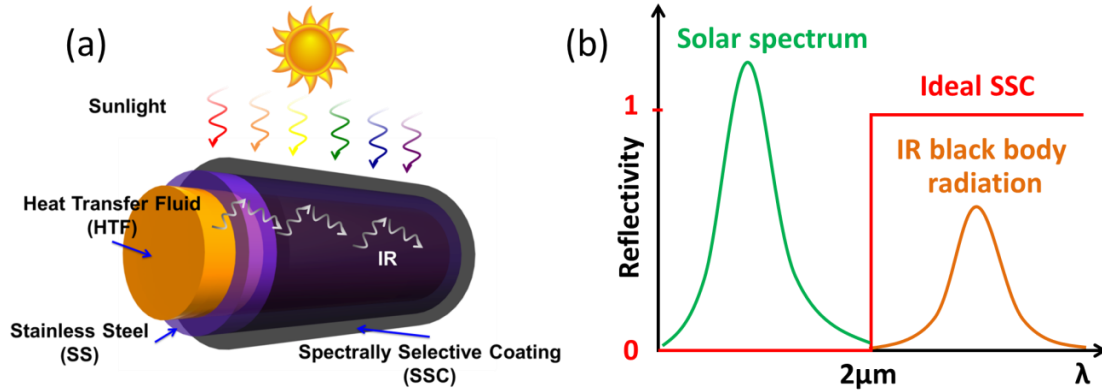 (a)
Sunlight
Heat Transfer Fluid
(HTF)
IR
Stainless Steel
(SS)
Spectrally Selective Coating
(SSC)
(b)
Solar spectrum
1
Ideal SSC
IR black body
radiation
Reflectivity
0
2μm
λ